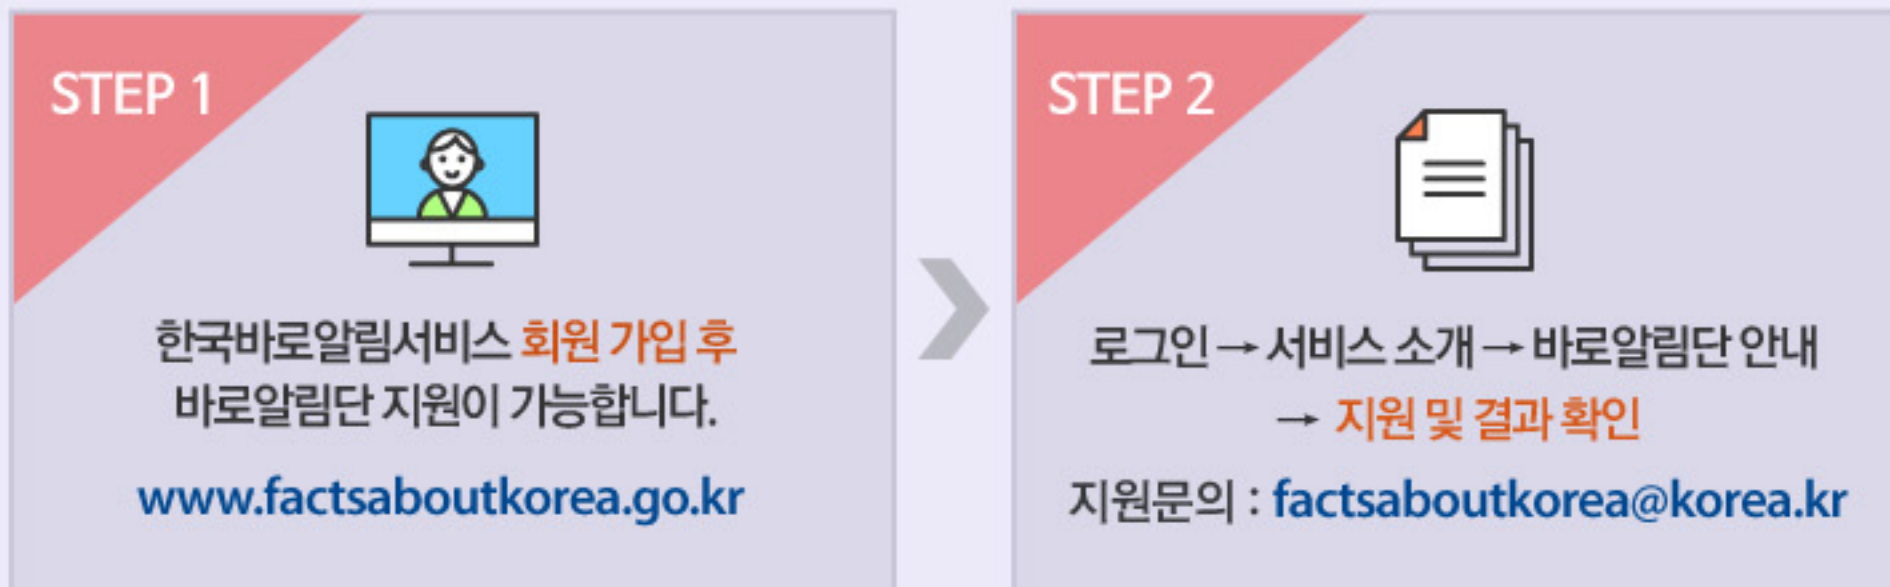 STEP 1
한국바로알림서비스 회원 가입 후
바로알림단 지원이 가능합니다.
www.factsaboutkorea.go.kr
STEP 2
로그인 → 서비스 소개 → 바로알림단 안내
→ 지원 및 결과 확인
지원문의 : factsaboutkorea@korea.kr